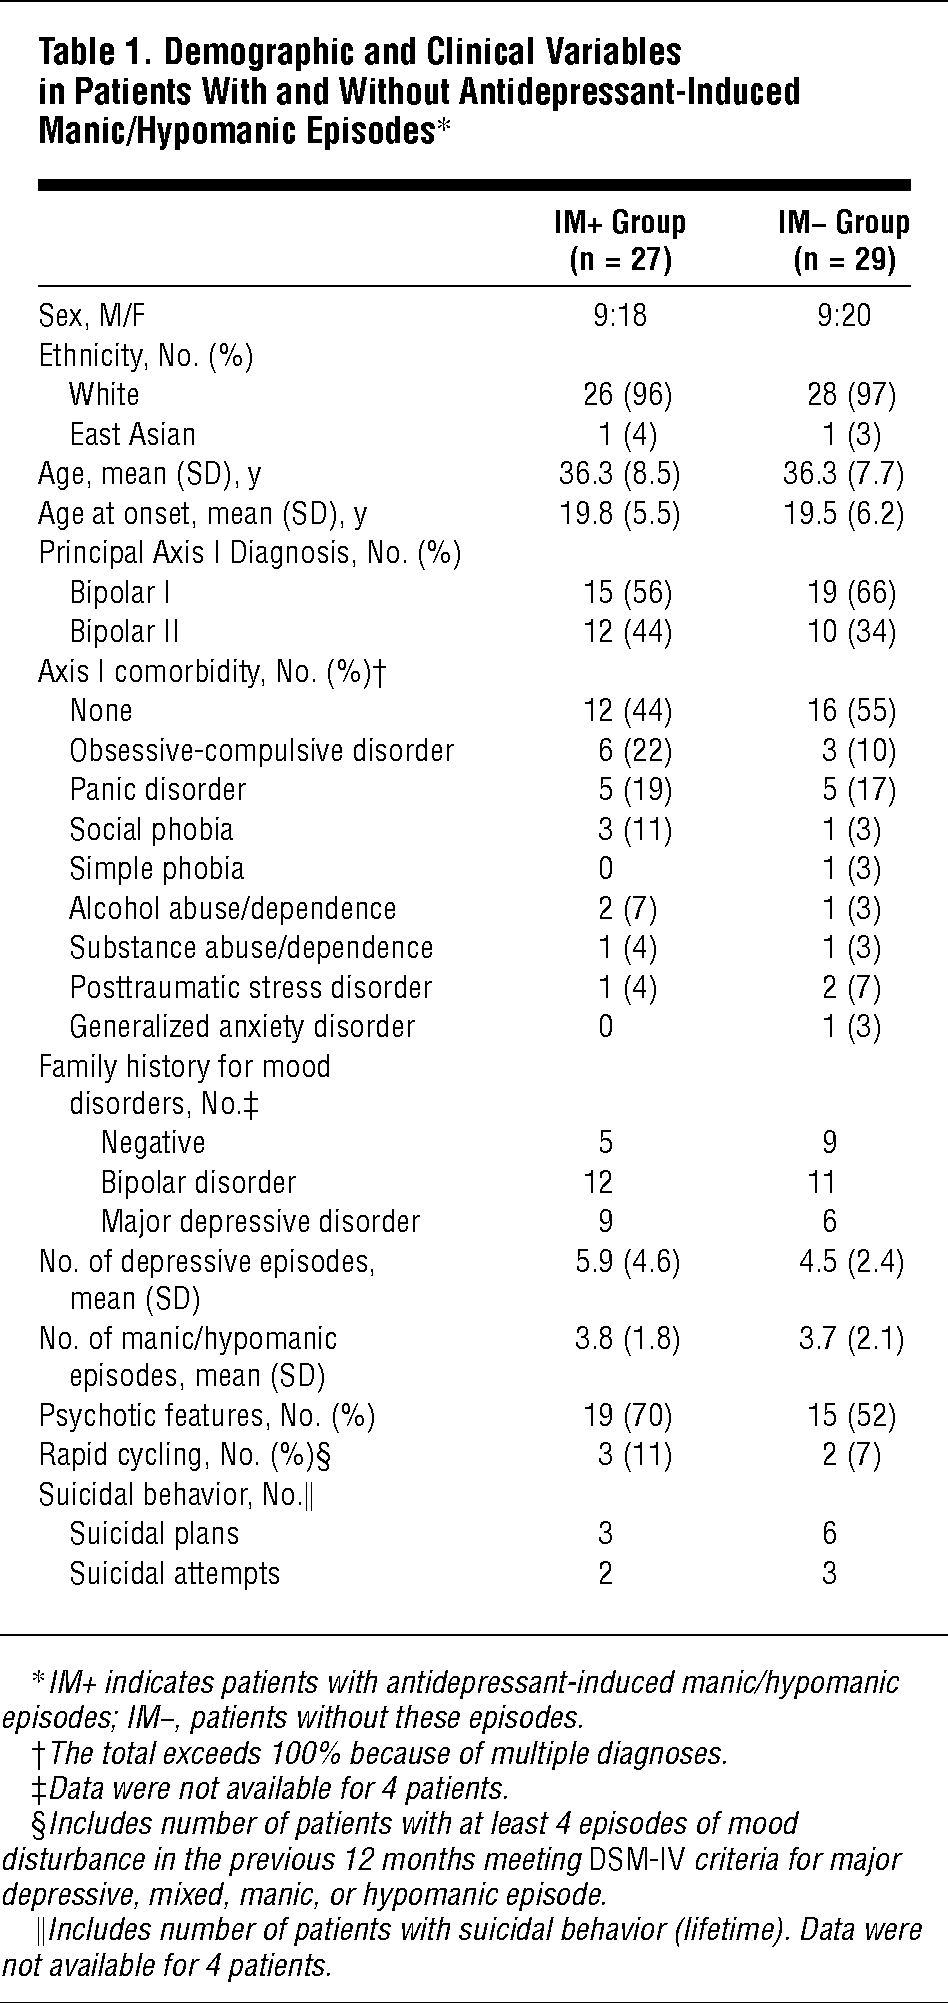 Table 1. Demographic and Clinical Variables
in Patients With and Without Antidepressant-Induced
Manic/Hypomanic Episodes*
IM+ Group IM– Group
(n = 27) (n = 29)
Sex, M/F 9:18 9:20
Ethnicity, No. (%)
White 26 (96) 28 (97)
East Asian 1 (4) 1 (3)
Age, mean (SD), y 36.3 (8.5) 36.3 (7.7)
Age at onset, mean (SD), y 19.8 (5.5) 19.5 (6.2)
Principal Axis I Diagnosis, No. (%)
Bipolar I 15 (56) 19 (66)
Bipolar II 12 (44) 10 (34)
Axis I comorbidity, No. (%)†
None 12 (44) 16 (55)
Obsessive-compulsive disorder 6 (22) 3 (10)
Panic disorder 5 (19) 5 (17)
Social phobia 3 (11) 1 (3)
Simple phobia 0 1 (3)
Alcohol abuse/dependence 2 (7) 1 (3)
Substance abuse/dependence 1 (4) 1 (3)
Posttraumatic stress disorder 1 (4) 2 (7)
Generalized anxiety disorder 0 1 (3)
Family history for mood
disorders, No.‡
Negative 5 9
Bipolar disorder 12 11
Major depressive disorder 9 6
No. of depressive episodes, 5.9 (4.6) 4.5 (2.4)
mean (SD)
No. of manic/hypomanic 3.8 (1.8) 3.7 (2.1)
episodes, mean (SD)
Psychotic features, No. (%) 19 (70) 15 (52)
Rapid cycling, No. (%)§ 3 (11) 2 (7)
Suicidal behavior, No.‖
Suicidal plans 3 6
Suicidal attempts 2 3
*IM+ indicates patients with antidepressant-induced manic/hypomanic
episodes; IM–, patients without these episodes.
†The total exceeds 100% because of multiple diagnoses.
‡Data were not available for 4 patients.
§Includes number of patients with at least 4 episodes of mood
disturbance in the previous 12 months meeting DSM-IV criteria for major
depressive, mixed, manic, or hypomanic episode.
‖Includes number of patients with suicidal behavior (lifetime). Data were
not available for 4 patients.